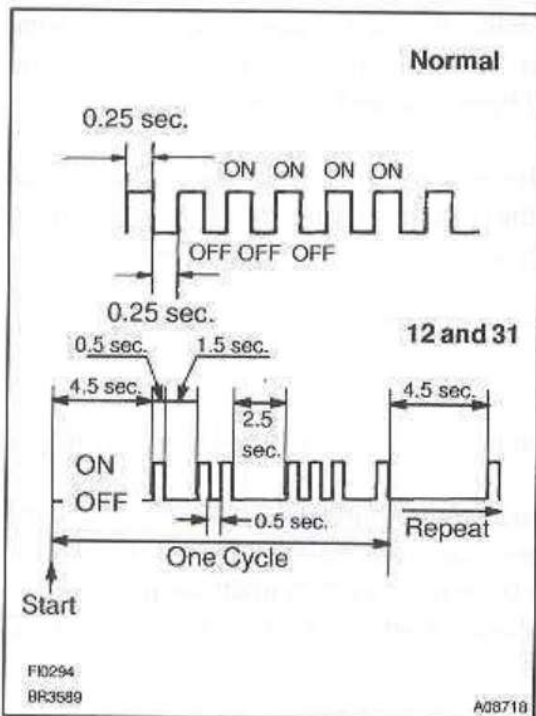 Normal
0.25 sec.
ON ON ON ON
OFF OFF OFF
0.25 sec.
12 and 31
0.5 sec. 1.5 sec.
4.5 sec. 4.5 sec.
2.5
sec.
ON
OFF
0.5 sec.
Repeat
One Cycle
Start
FI0294
BR3589
A08718